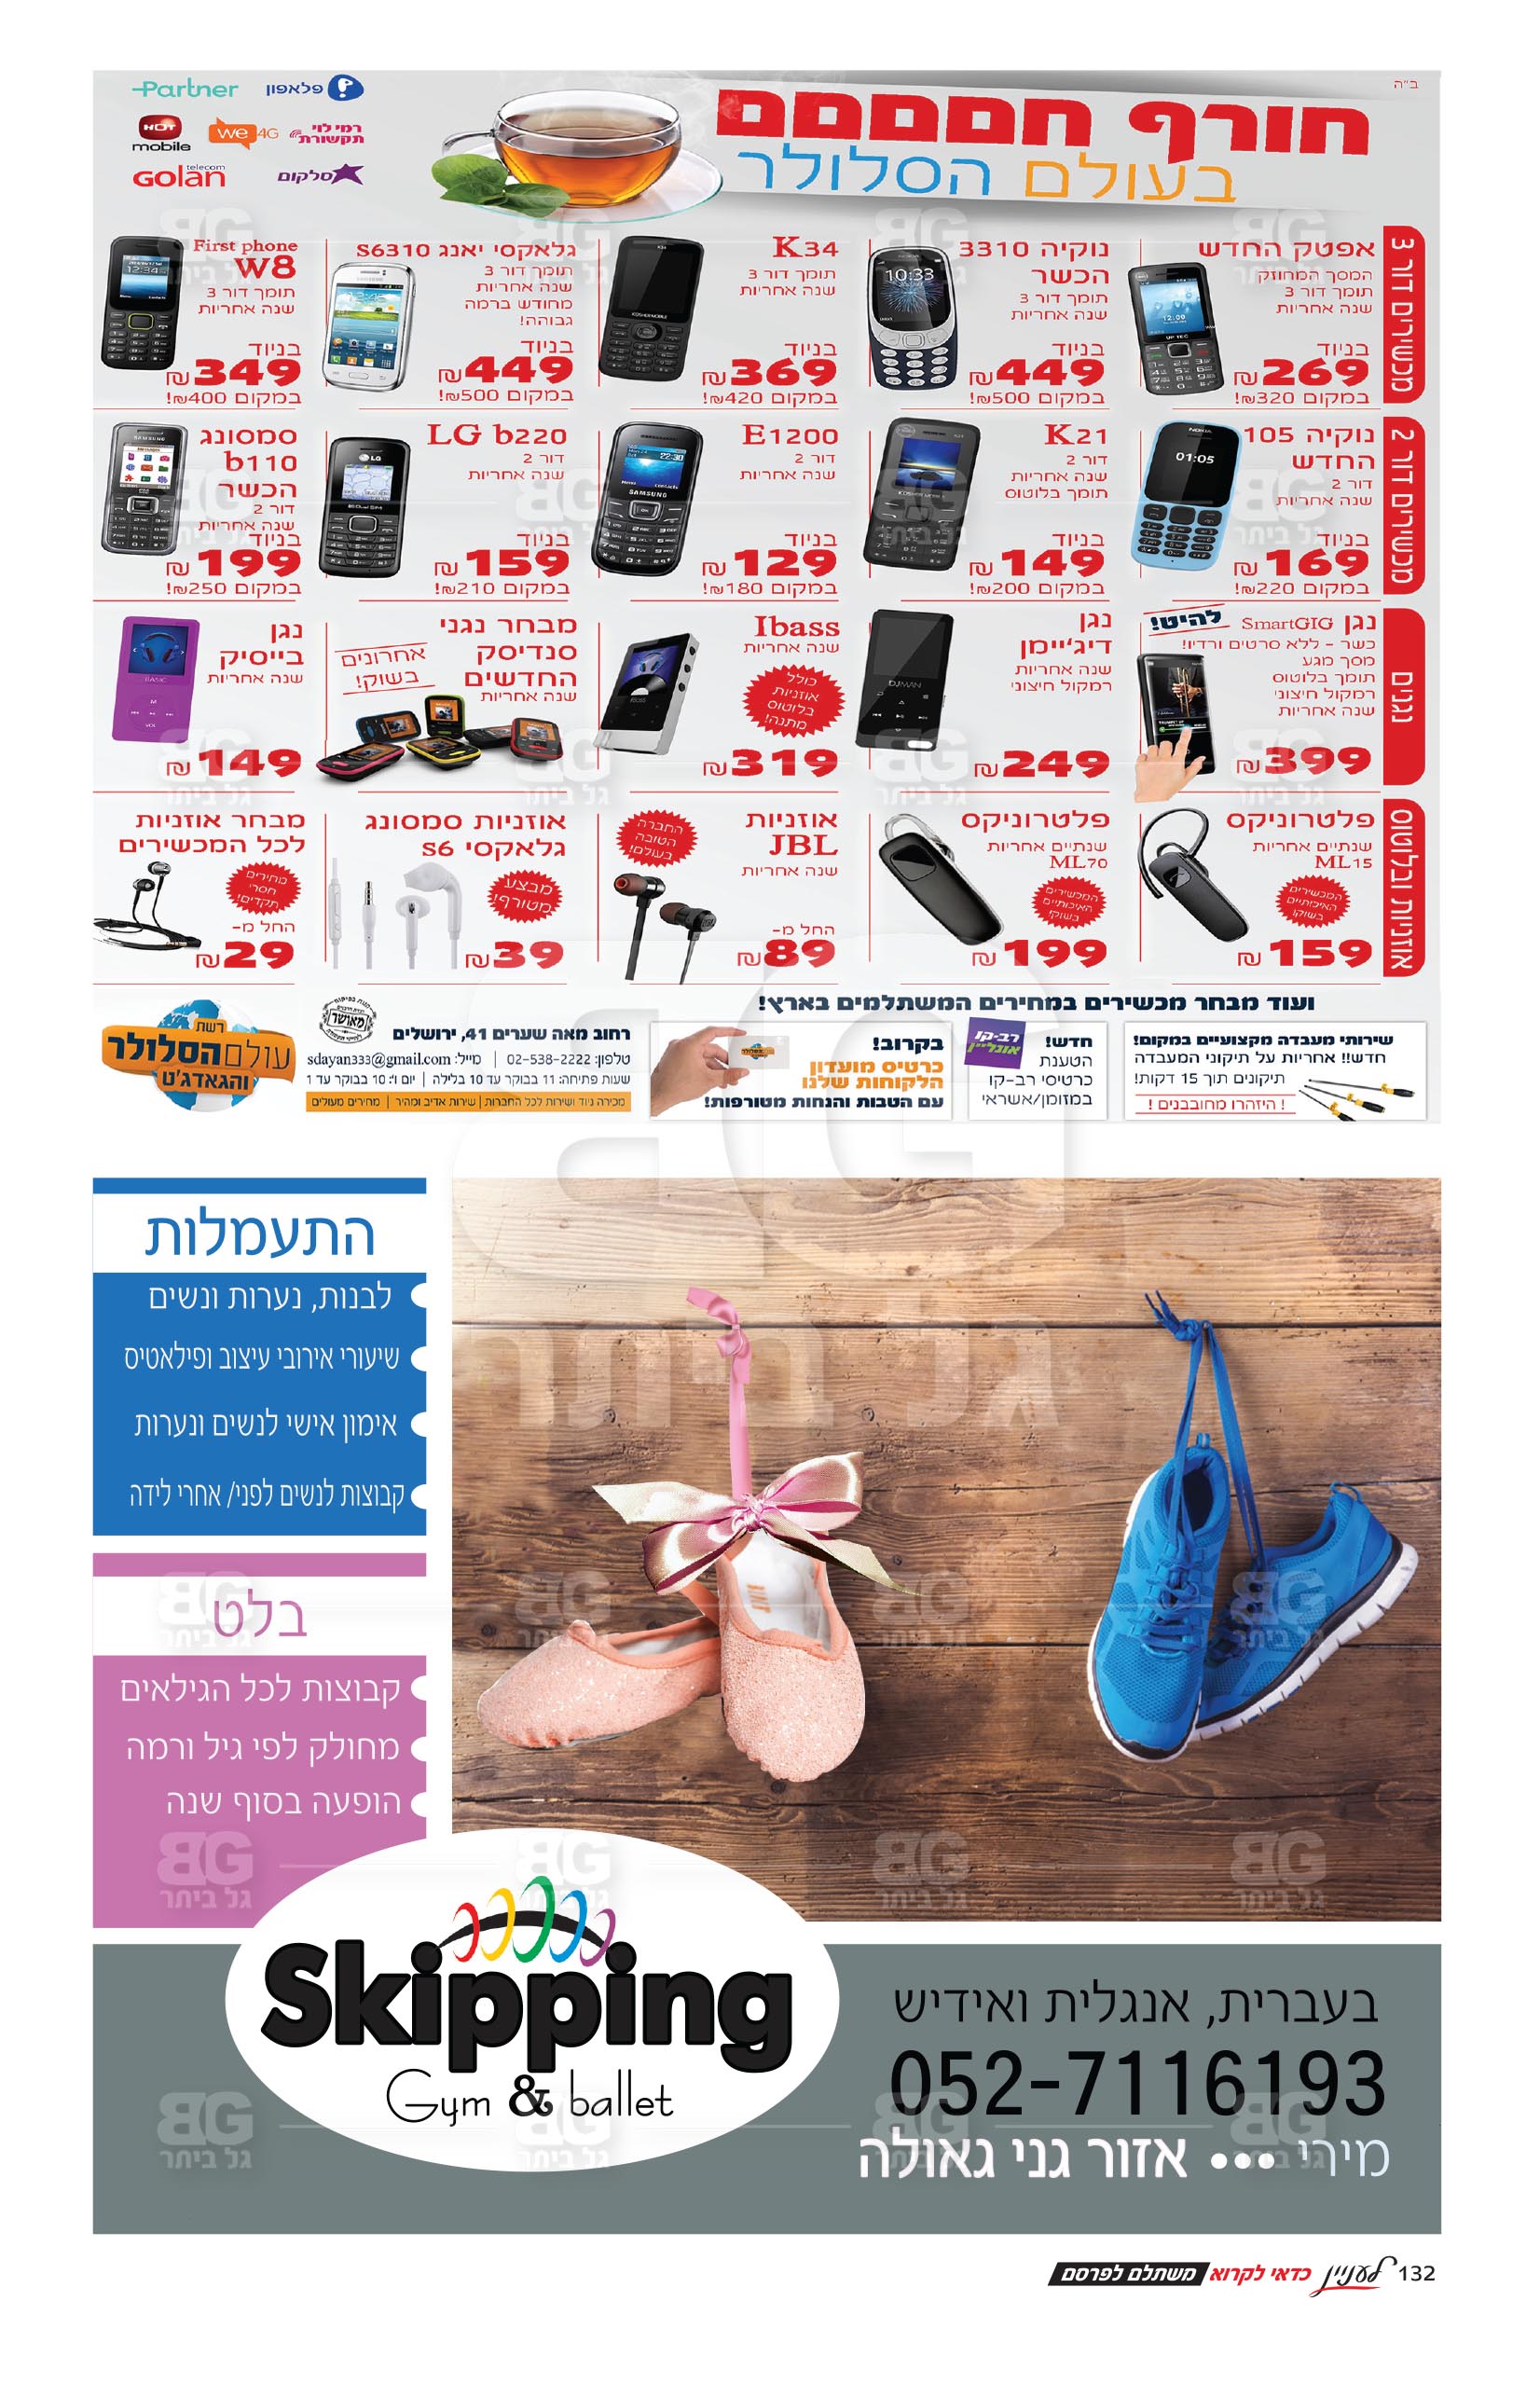 ב"ה
חורף חםםםם
בעולם הסלולר
Partner
פלאפון
HOT mobile
we 4G
רמי לוי תקשורת
Golan telecom
סלקום
מכשירים דור 3
אפטק החדש
המסך המחוזק
תומך דור 3
שנה אחריות
בניוד
269 ₪
במקום 320₪!
נוקיה 3310
הכשר
תומך דור 3
שנה אחריות
בניוד
449 ₪
במקום 500₪!
K34
תומך דור 3
שנה אחריות
בניוד
369 ₪
במקום 420₪!
גלאקסי יאנג S6310
תומך דור 3
שנה אחריות
מחודש ברמה
גבוהה!
בניוד
449 ₪
במקום 500₪!
First phone
w8
תומך דור 3
שנה אחריות
בניוד
349 ₪
במקום 400₪!
מכשירים דור 2
נוקיה 105
החדש
דור 2
שנה אחריות
בניוד
169 ₪
במקום 220₪!
K21
דור 2
שנה אחריות
תומך בלוטוס
בניוד
149 ₪
במקום 200₪!
E1200
דור 2
שנה אחריות
בניוד
129 ₪
במקום 180₪!
LG b220
דור 2
שנה אחריות
בניוד
159 ₪
במקום 210₪!
סמסונג
b110
הכשר
דור 2
שנה אחריות
בניוד
199 ₪
במקום 250₪!
נגנים
נגן SmartGIG
להיט!
כשר - ללא סרטים ורדיו!
מסך מגע
תומך בלוטוס
רמקול חיצוני
שנה אחריות
399 ₪
נגן
דיג'יימן
שנה אחריות
רמקול חיצוני
249 ₪
Ibass
שנה אחריות
כולל
אוזניות
בלוטוס
מתנה!
319 ₪
מבחר נגני
סנדיסק
החדשים
שנה אחריות
אחרונים
בשוק!
נגן
בייסיק
שנה אחריות
149 ₪
אוזניות ובלוטוס
פלטרוניקס
שנתיים אחריות
ML15
המכשירים
האיכותיים
בשוק!
159 ₪
פלטרוניקס
שנתיים אחריות
ML70
המכשירים
האיכותיים
בשוק!
199 ₪
אוזניות
JBL
שנה אחריות
החברה
הטובה
בעולם!
החל מ-
89 ₪
אוזניות סמסונג
גלאקסי s6
מבצע
מטורף!
39 ₪
מבחר אוזניות
לכל המכשירים
מחירים
חסרי
תקדים!
החל מ-
29 ₪
ועוד מבחר מכשירים במחירים המשתלמים בארץ!
שירותי מעבדה מקצועיים במקום!
חדש!! אחריות על תיקוני המעבדה
תיקונים תוך 15 דקות!
היזהרו מחובבנים !
חדש!
הטענת
כרטיסי רב-קו
במזומן/אשראי
רב-קו
אונליין
בקרוב!
כרטיס מועדון
הלקוחות שלנו
עם הטבות והנחות מטורפות!
רחוב מאה שערים 41, ירושלים
טלפון: 02-538-2222 | מייל: sdayan333@gmail.com
שעות פתיחה: 11 בבוקר עד 10 בלילה | יום ו': 10 בבוקר עד 1
מכירה ניוד ושירות לכל החברות | שירות אדיב ומהיר | מחירים מעולים
מאושר
רשת
עולם הסלולר
והגאדג'ט
התעמלות
לבנות, נערות ונשים
שיעורי אירובי עיצוב ופילאטיס
אימון אישי לנשים ונערות
קבוצות לנשים לפני/ אחרי לידה
בלט
קבוצות לכל הגילאים
מחולק לפי גיל ורמה
הופעה בסוף שנה
Skipping
Gym & ballet
בעברית, אנגלית ואידיש
052-7116193
מירי ••• אזור גני גאולה
132 לעניין כדאי לקרוא משתלם לפרסם
BG
גל ביתר